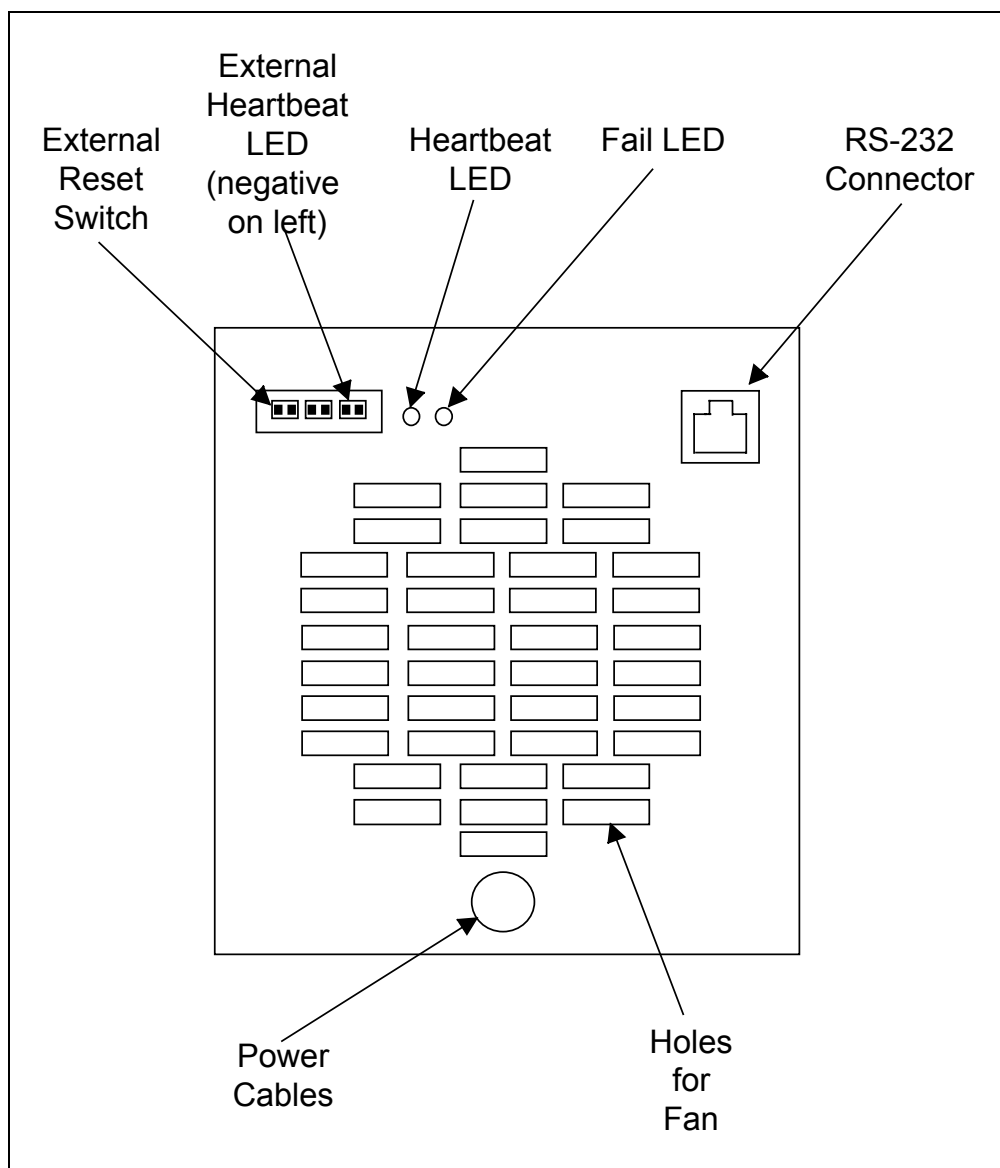 External
Reset
Switch
External
Heartbeat
LED
(negative
on left)
Heartbeat
LED
Fail LED
RS-232
Connector
Power
Cables
Holes
for
Fan